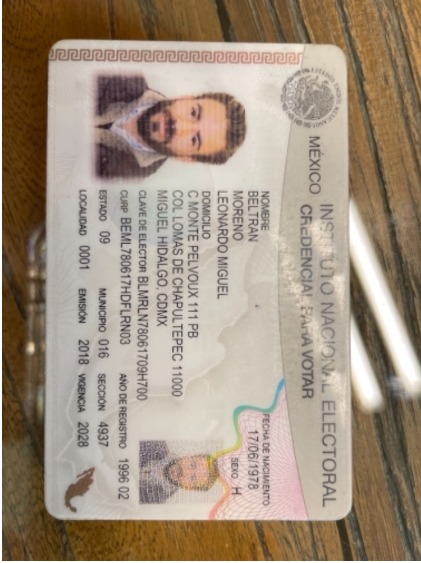 MÉXICO INSTITUTO NACIONAL ELECTORAL
CREDENCIAL PARA VOTAR
NOMBRE
BELTRAN
MORENO
LEONARDO MIGUEL
FECHA DE NACIMIENTO
17/06/1978
SEXO H
DOMICILIO
C MONTE PELVOUX 111 PB
COL LOMAS DE CHAPULTEPEC 11000
MIGUEL HIDALGO, CDMX
CLAVE DE ELECTOR BLMRLN78061709H700
CURP BEML780617HDFLRN03 AÑO DE REGISTRO 1996 02
ESTADO 09 MUNICIPIO 016 SECCIÓN 4937
LOCALIDAD 0001 EMISIÓN 2018 VIGENCIA 2028